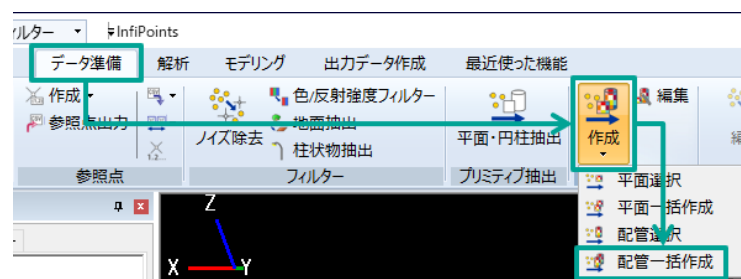 ィルター InfiPoints
データ準備 解析 モデリング 出力データ作成 最近使った機能
作成 色/反射強度フィルター 編集
参照点出力 地面抽出
ノイズ除去 平面・円柱抽出 作成
柱状物抽出
参照点 フィルター プリミティブ抽出
平面選択
平面一括作成
配管選択
配管一括作成
Z
X Y